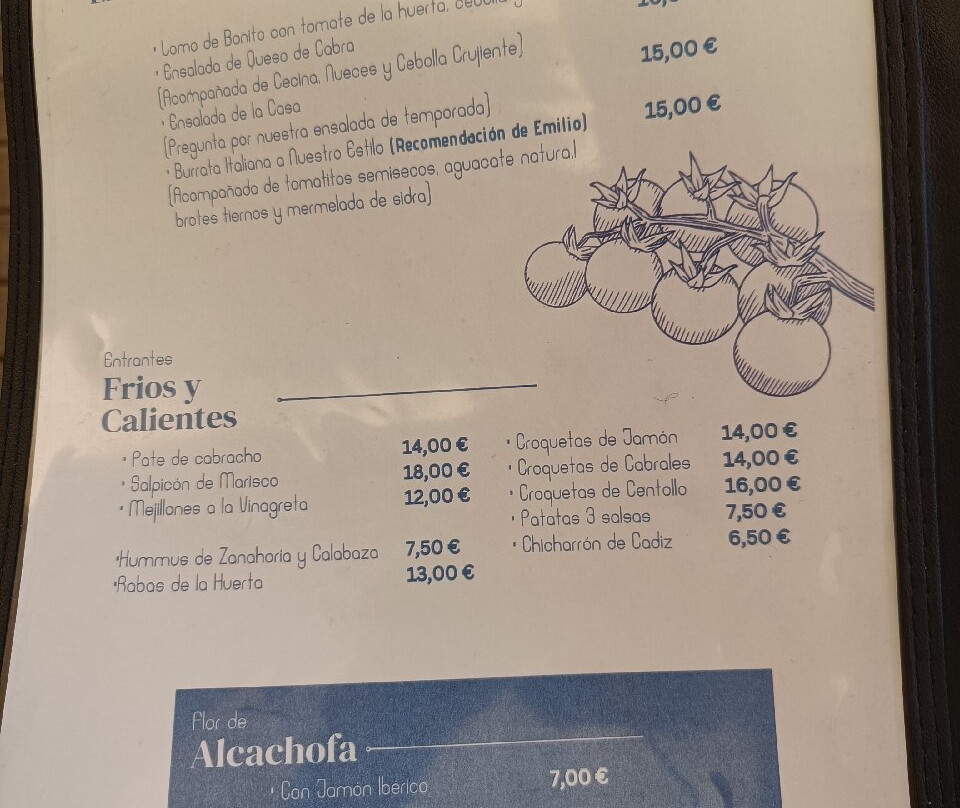 · Lomo de Bonito con tomate de la huerta, cebolla y
· Ensalada de Queso de Cabra
(Acompañada de Cecina, Nueces y Cebolla Crujiente) 15,00 €
· Ensalada de la Casa
(Pregunta por nuestra ensalada de temporada) 15,00 €
· Burrata Italiana a Nuestro Estilo (Recomendación de Emilio)
(Acompañada de tomatitos semisecos, aguacate natural
brotes tiernos y mermelada de sidra)
Entrantes
Frios y
Calientes
· Pate de cabracho 14,00 €
· Salpicón de Marisco 18,00 €
· Mejillones a la Vinagreta 12,00 €
·Hummus de Zanahoria y Calabaza 7,50 €
·Rabas de la Huerta 13,00 €
· Croquetas de Jamón 14,00 €
· Croquetas de Cabrales 14,00 €
· Croquetas de Centollo 16,00 €
· Patatas 3 salsas 7,50 €
· Chicharrón de Cadiz 6,50 €
Flor de
Alcachofa
· Con Jamón Ibérico 7,00 €